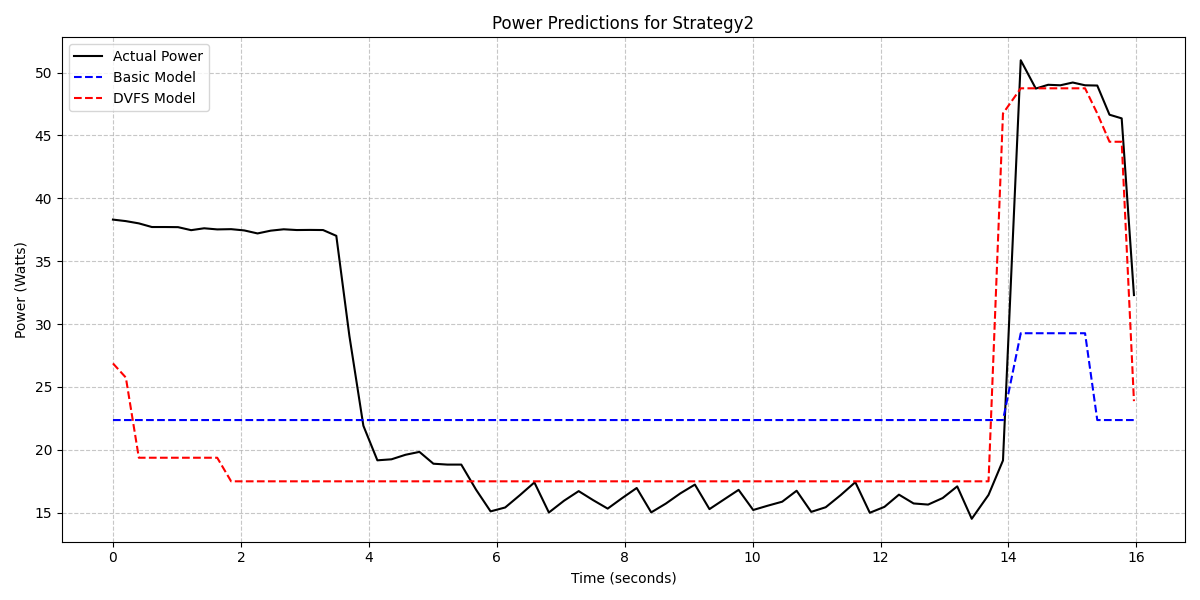 Power Predictions for Strategy2
Actual Power
Basic Model
DVFS Model
Power (Watts)
50
45
40
35
30
25
20
15
0 2 4 6 8 10 12 14 16
Time (seconds)